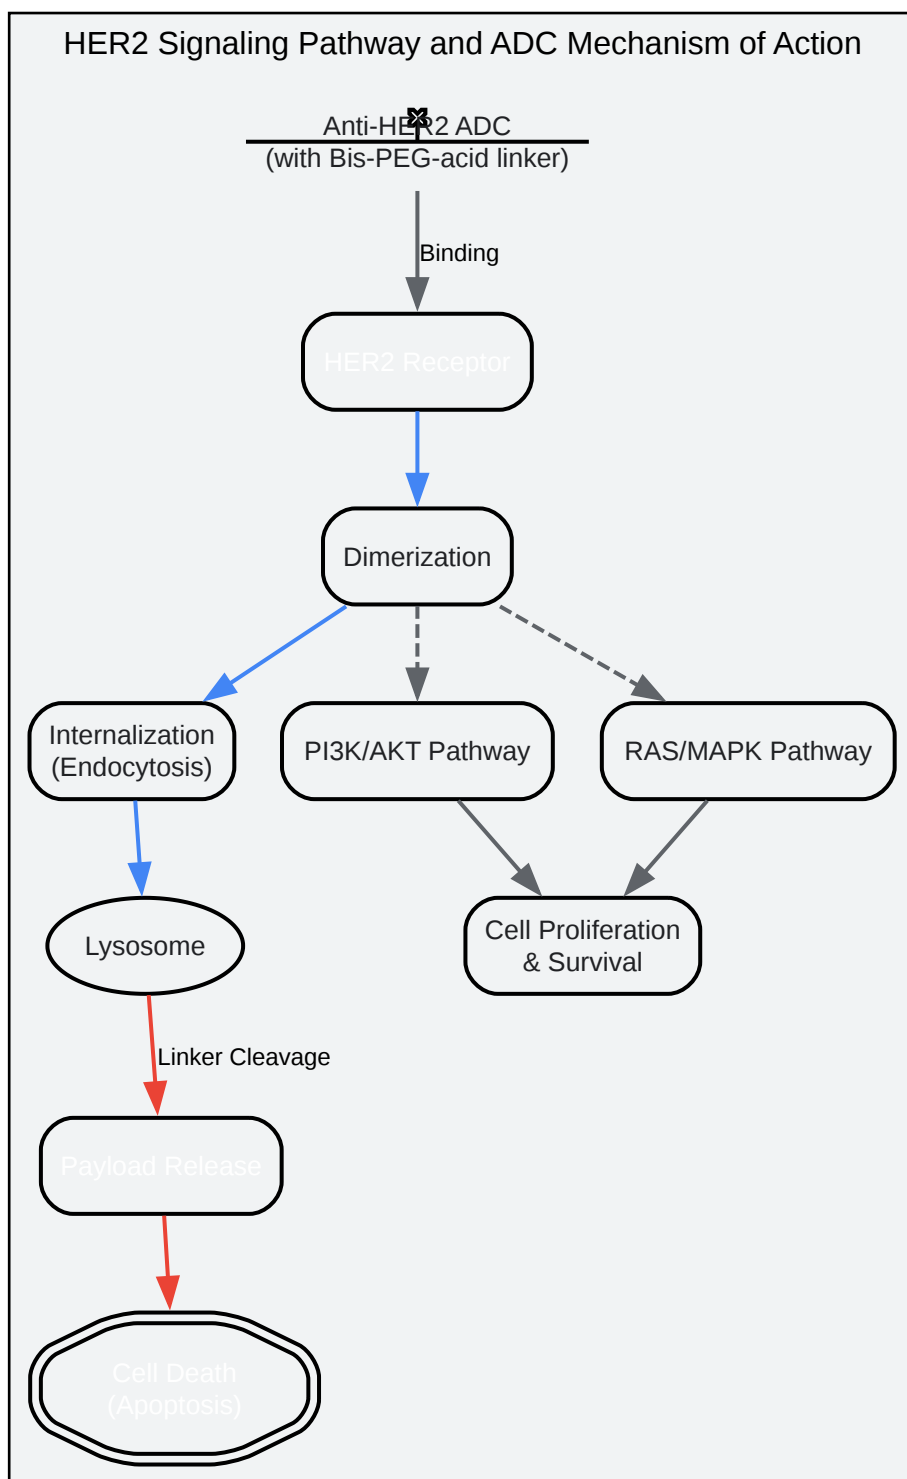 HER2 Signaling Pathway and ADC Mechanism of Action
Anti-HER2 ADC
(with Bis-PEG-acid linker)
Binding
HER2 Receptor
Dimerization
Internalization
(Endocytosis)
PI3K/AKT Pathway
RAS/MAPK Pathway
Lysosome
Cell Proliferation
& Survival
Linker Cleavage
Payload Release
Cell Death
(Apoptosis)